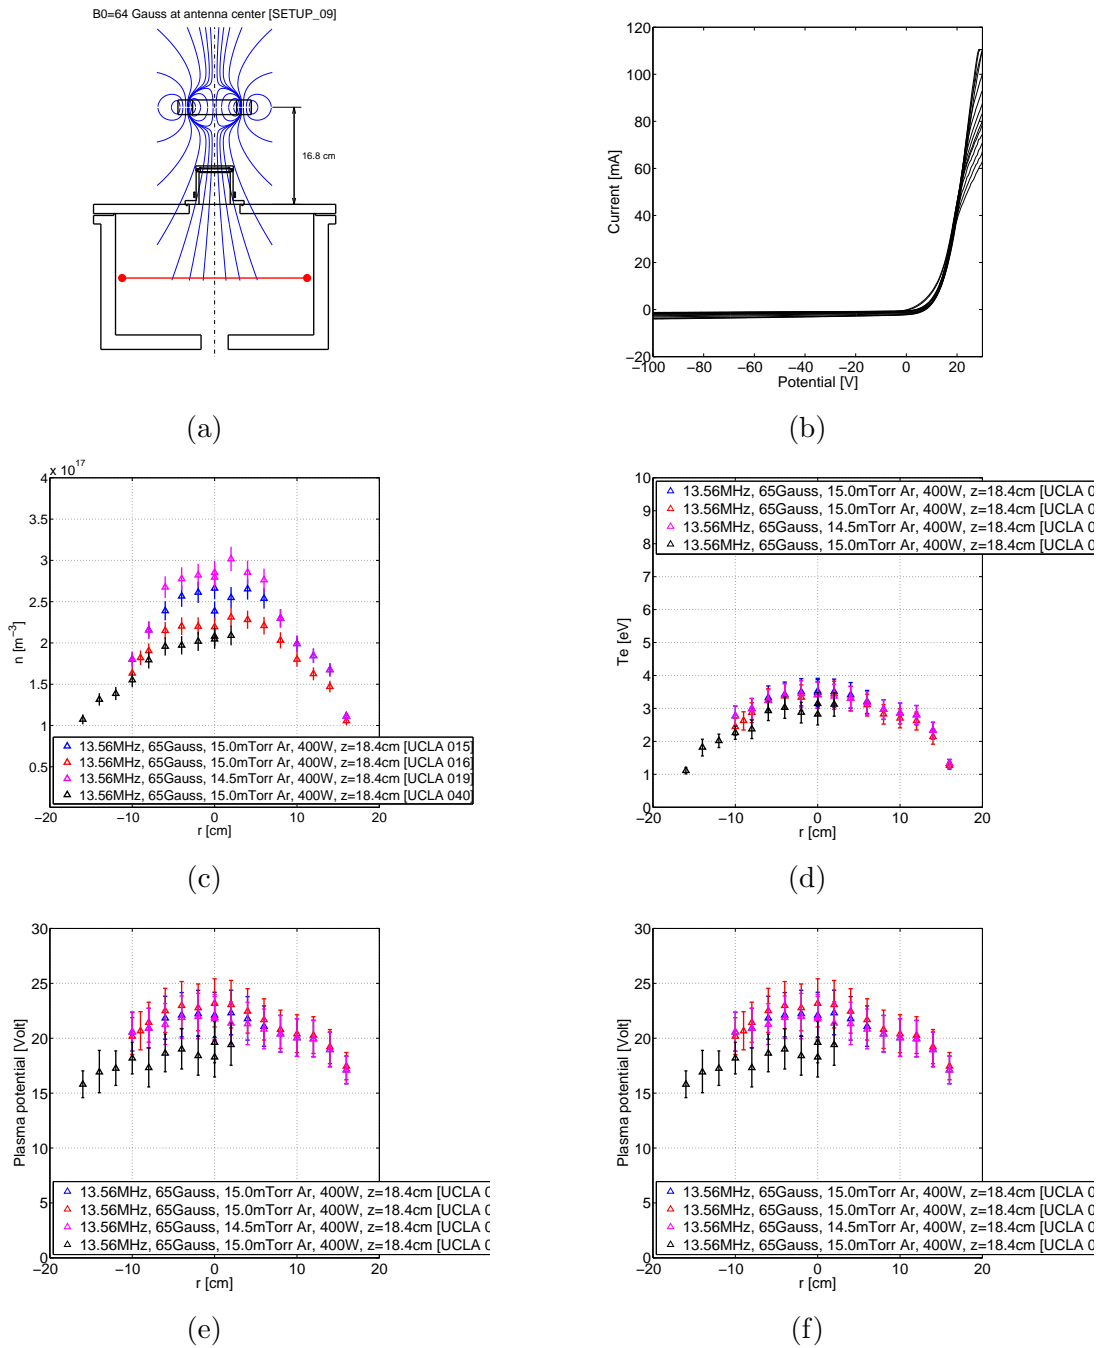 B0=64 Gauss at antenna center [SETUP_09]
16.8 cm
(a)
120
100
80
60
40
20
0
−20
Current [mA]
−100 −80 −60 −40 −20 0 20
Potential [V]
(b)
x 10^17
4
3.5
3
2.5
2
1.5
1
0.5
n [m^−3]
13.56MHz, 65Gauss, 15.0mTorr Ar, 400W, z=18.4cm [UCLA 015]
13.56MHz, 65Gauss, 15.0mTorr Ar, 400W, z=18.4cm [UCLA 016]
13.56MHz, 65Gauss, 14.5mTorr Ar, 400W, z=18.4cm [UCLA 019]
13.56MHz, 65Gauss, 15.0mTorr Ar, 400W, z=18.4cm [UCLA 040]
−20 −10 0 10 20
r [cm]
(c)
10
9
8
7
6
5
4
3
2
1
0
Te [eV]
13.56MHz, 65Gauss, 15.0mTorr Ar, 400W, z=18.4cm [UCLA 0
13.56MHz, 65Gauss, 15.0mTorr Ar, 400W, z=18.4cm [UCLA 0
13.56MHz, 65Gauss, 14.5mTorr Ar, 400W, z=18.4cm [UCLA 0
13.56MHz, 65Gauss, 15.0mTorr Ar, 400W, z=18.4cm [UCLA 0
−20 −10 0 10 20
r [cm]
(d)
30
25
20
15
10
5
0
Plasma potential [Volt]
13.56MHz, 65Gauss, 15.0mTorr Ar, 400W, z=18.4cm [UCLA 0
13.56MHz, 65Gauss, 15.0mTorr Ar, 400W, z=18.4cm [UCLA 0
13.56MHz, 65Gauss, 14.5mTorr Ar, 400W, z=18.4cm [UCLA 0
13.56MHz, 65Gauss, 15.0mTorr Ar, 400W, z=18.4cm [UCLA 0
−20 −10 0 10 20
r [cm]
(e)
30
25
20
15
10
5
0
Plasma potential [Volt]
13.56MHz, 65Gauss, 15.0mTorr Ar, 400W, z=18.4cm [UCLA 0
13.56MHz, 65Gauss, 15.0mTorr Ar, 400W, z=18.4cm [UCLA 0
13.56MHz, 65Gauss, 14.5mTorr Ar, 400W, z=18.4cm [UCLA 0
13.56MHz, 65Gauss, 15.0mTorr Ar, 400W, z=18.4cm [UCLA 0
−20 −10 0 10 20
r [cm]
(f)